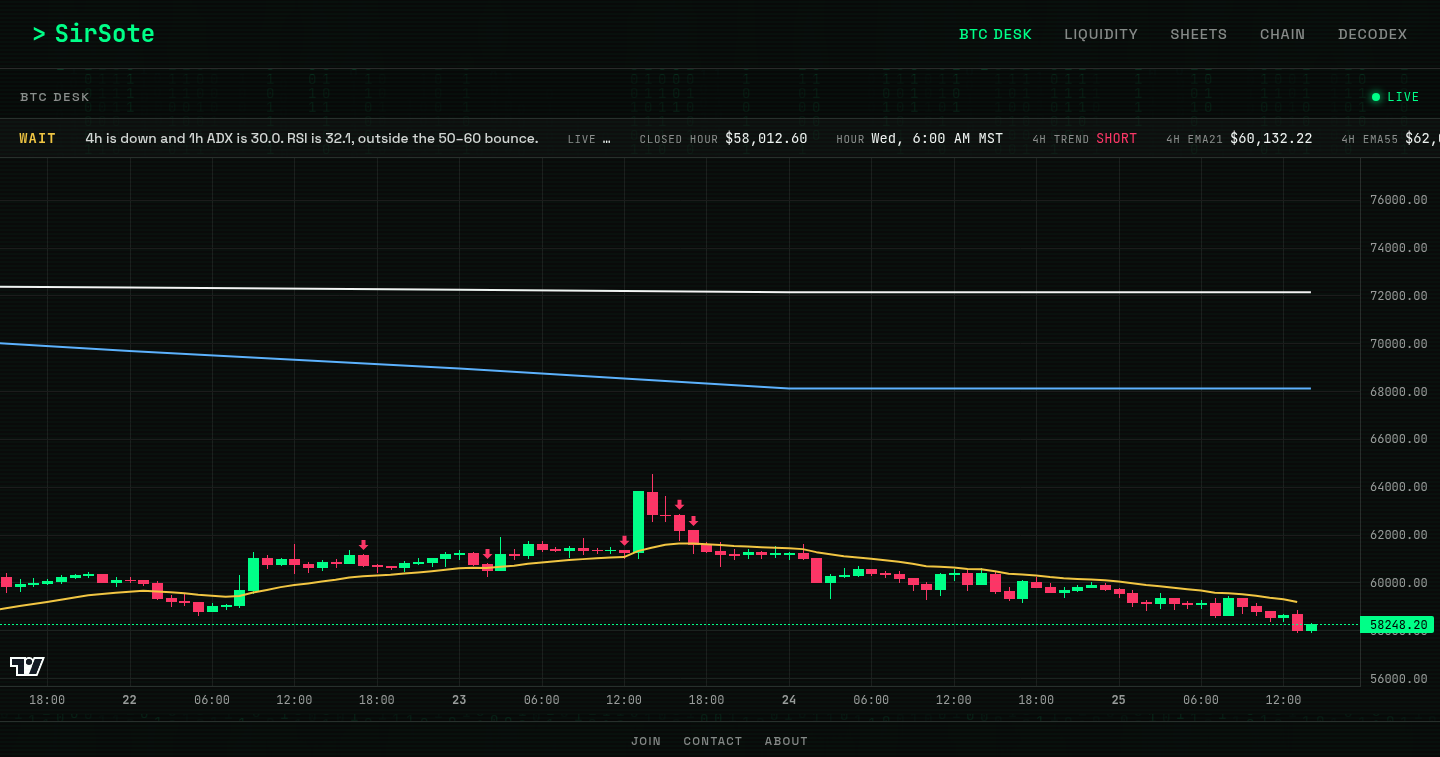 > SirSote
BTC DESK LIQUIDITY SHEETS CHAIN DECODEX
BTC DESK
LIVE
WAIT 4h is down and 1h ADX is 30.0. RSI is 32.1, outside the 50–60 bounce. LIVE … CLOSED HOUR $58,012.60 HOUR Wed, 6:00 AM MST 4H TREND SHORT 4H EMA21 $60,132.22 4H EMA55 $62,
76000.00
74000.00
72000.00
70000.00
68000.00
66000.00
64000.00
62000.00
60000.00
58248.20
56000.00
18:00 22 06:00 12:00 18:00 23 06:00 12:00 18:00 24 06:00 12:00 18:00 25 06:00 12:00
JOIN CONTACT ABOUT